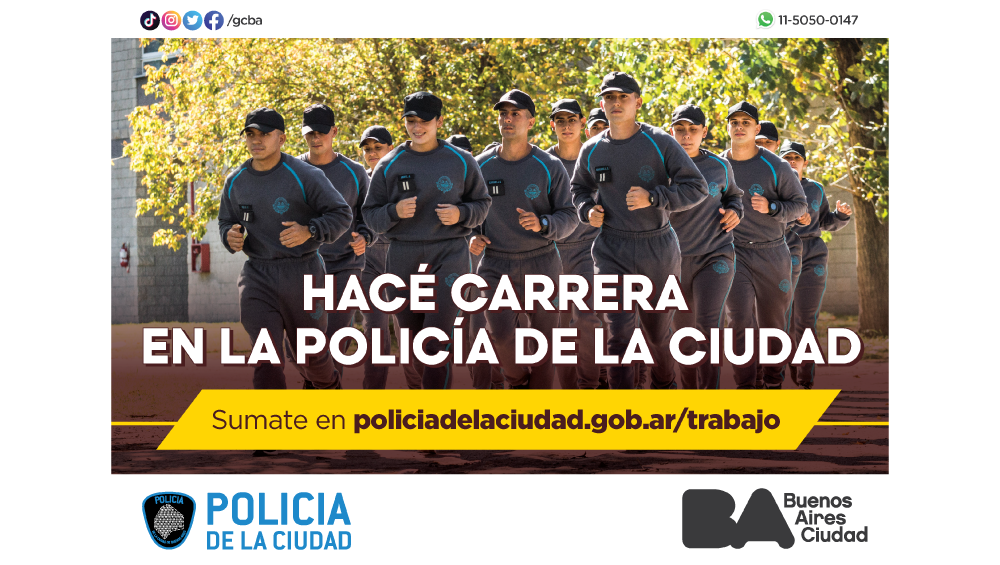 /gcba
11-5050-0147
HACÉ CARRERA
EN LA POLICÍA DE LA CIUDAD
Sumate en policiadelaciudad.gob.ar/trabajo
POLICIA
POLICIA
DE LA CIUDAD
BA
Buenos
Aires
Ciudad